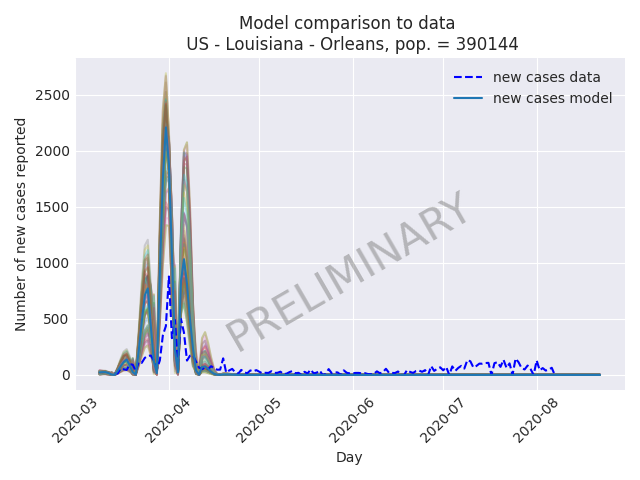 Model comparison to data
US - Louisiana - Orleans, pop. = 390144
new cases data
new cases model
Number of new cases reported
2500
2000
1500
1000
500
0
PRELIMINARY
2020-03
2020-04
2020-05
2020-06
2020-07
2020-08
Day